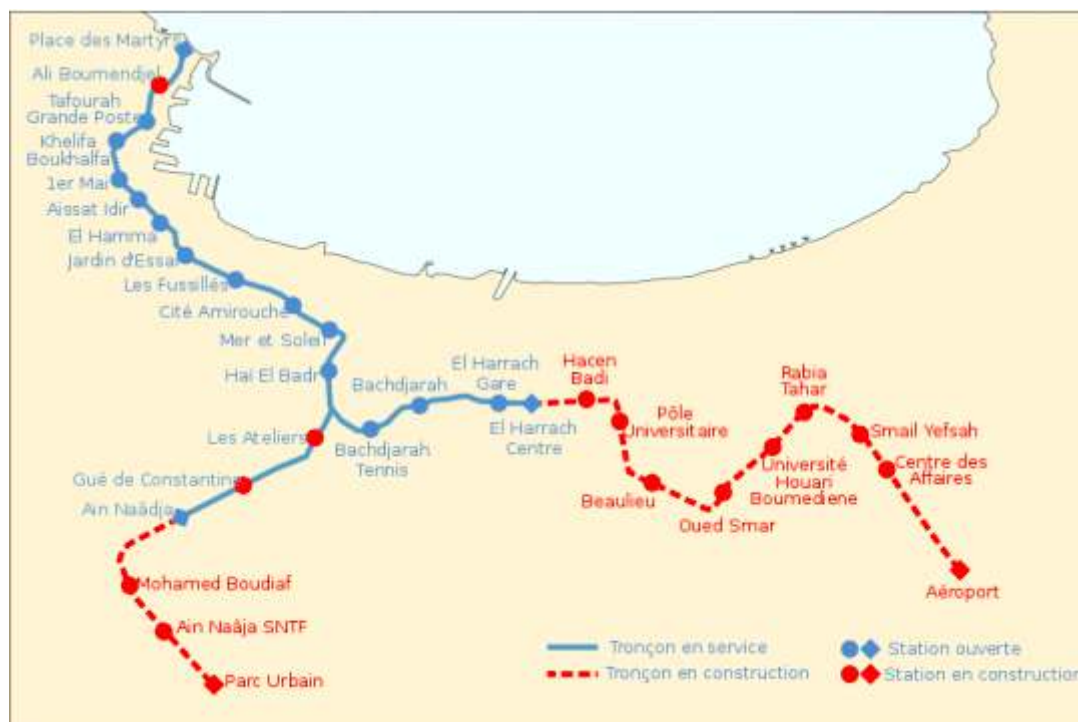 Place des Martyrs
Ali Boumendjel
Tafourah
Grande Poste
Khelifa
Boukhalfa
1er Mai
Aissat Idir
El Hamma
Jardin d'Essai
Les Fussillés
Cité Amirouche
Mer et Soleil
Haï El Badr
Les Ateliers
Gué de Constantine
Ain Naâdja
Bachdjarah
Tennis
Bachdjarah
El Harrach
Gare
El Harrach
Centre
Hacen
Badi
Pôle
Universitaire
Beaulieu
Oued Smar
Université
Houari
Boumediene
Rabia
Tahar
Smail Yefsah
Centre des
Affaires
Aéroport
Mohamed Boudiaf
Ain Naâja SNTF
Parc Urbain
Tronçon en service
Tronçon en construction
Station ouverte
Station en construction